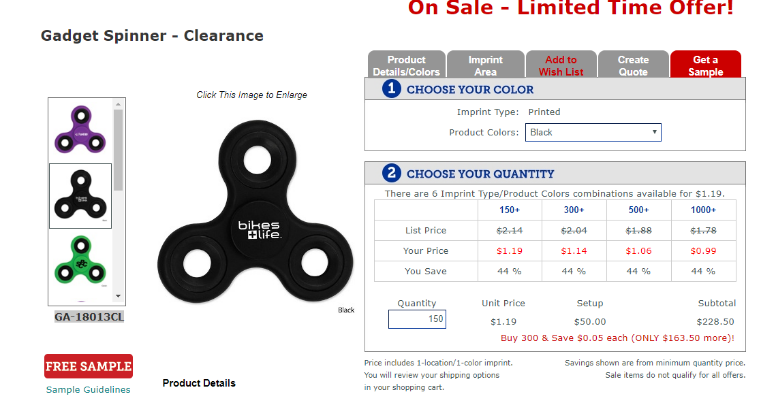 On Sale - Limited Time Offer!
Gadget Spinner - Clearance
Product Details/Colors
Imprint Area
Add to Wish List
Create Quote
Get a Sample
Click This Image to Enlarge
bikes
+life.
Black
GA-18013CL
FREE SAMPLE
Sample Guidelines
Product Details
1 CHOOSE YOUR COLOR
Imprint Type: Printed
Product Colors: Black
2 CHOOSE YOUR QUANTITY
There are 6 Imprint Type/Product Colors combinations available for $1.19.
150+ 300+ 500+ 1000+
List Price $2.14 $2.04 $1.88 $1.78
Your Price $1.19 $1.14 $1.06 $0.99
You Save 44 % 44 % 44 % 44 %
Quantity Unit Price Setup Subtotal
150 $1.19 $50.00 $228.50
Buy 300 & Save $0.05 each (ONLY $163.50 more)!
Price includes 1-location/1-color imprint.
You will review your shipping options
in your shopping cart.
Savings shown are from minimum quantity price.
Sale items do not qualify for all offers.